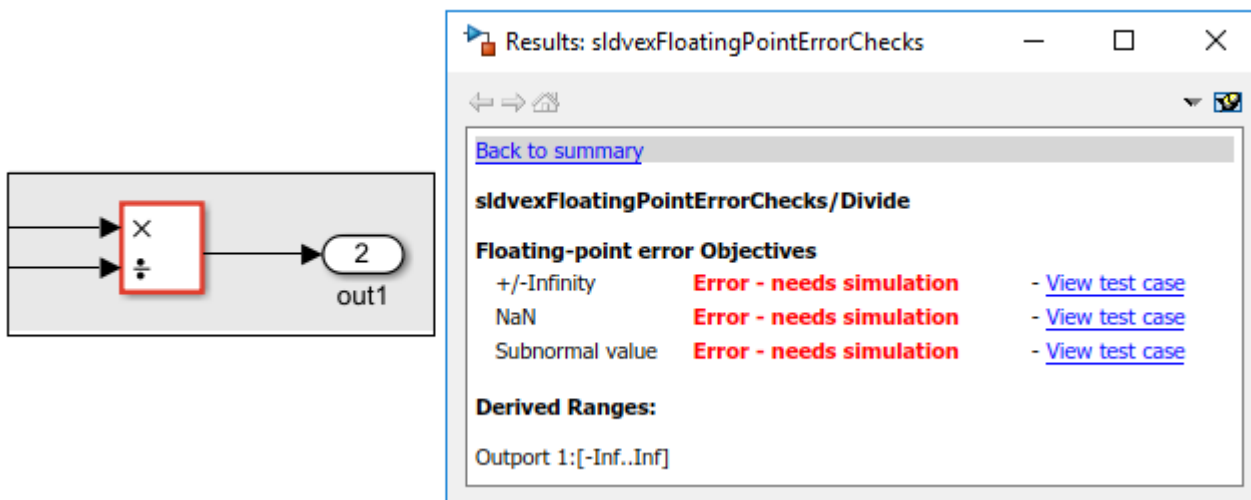 ×
÷
2
out1
Results: sldvexFloatingPointErrorChecks
Back to summary
sldvexFloatingPointErrorChecks/Divide
Floating-point error Objectives
+/-Infinity Error - needs simulation - View test case
NaN Error - needs simulation - View test case
Subnormal value Error - needs simulation - View test case
Derived Ranges:
Outport 1:[-Inf..Inf]